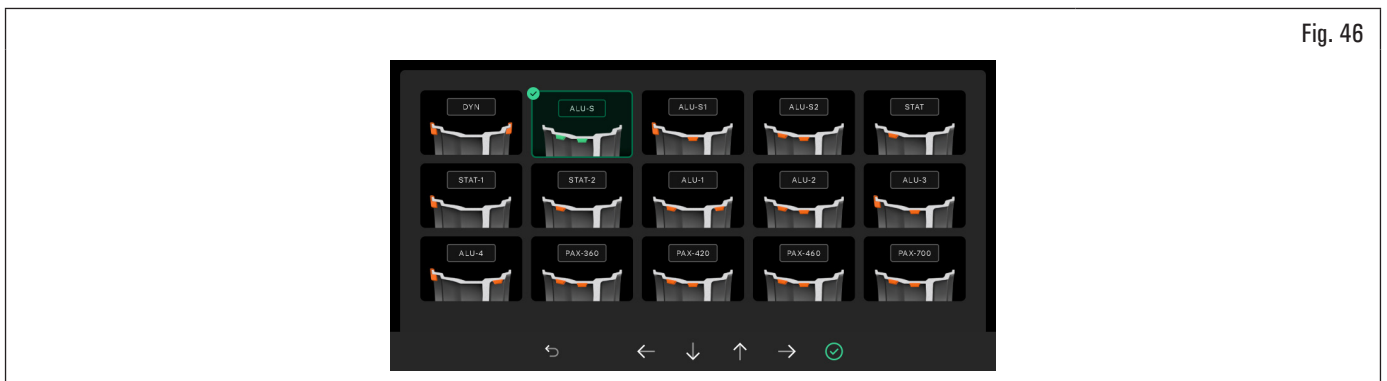 Fig. 46
DYN
ALU-S
ALU-S1
ALU-S2
STAT
STAT-1
STAT-2
ALU-1
ALU-2
ALU-3
ALU-4
PAX-360
PAX-420
PAX-460
PAX-700